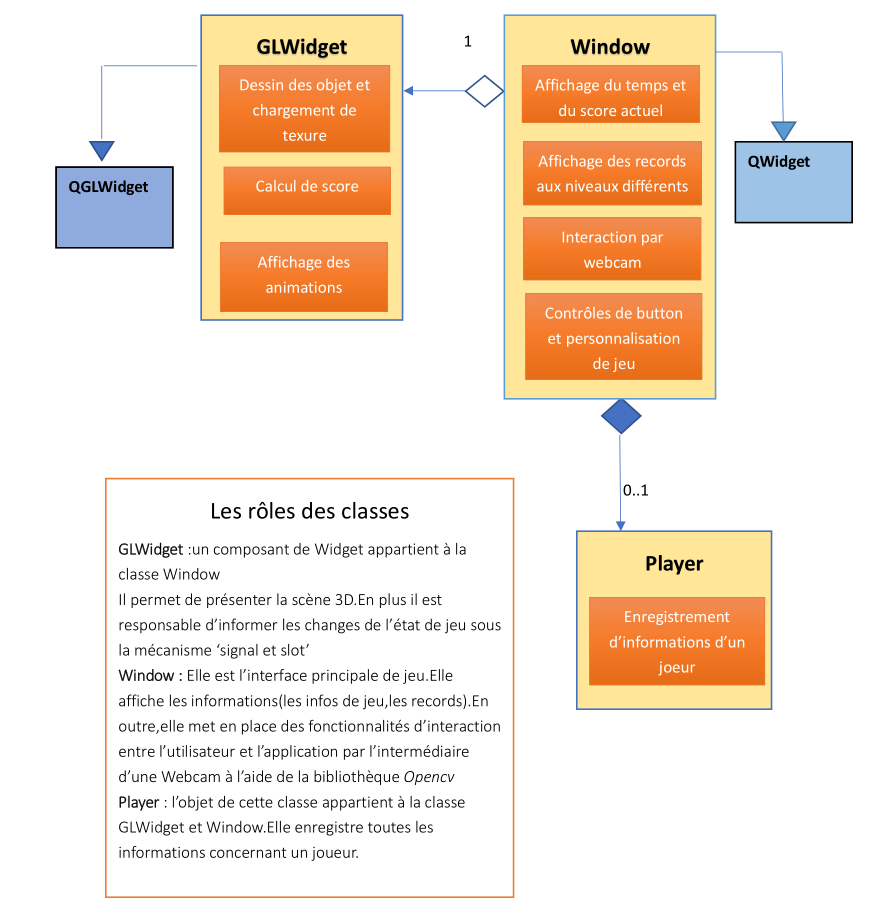 GLWidget
Dessin des objet et
chargement de
texure
Calcul de score
Affichage des
animations
1
Window
Affichage du temps et
du score actuel
Affichage des records
aux niveaux différents
Interaction par
webcam
Contrôles de button
et personnalisation
de jeu
QGLWidget
QWidget
0..1
Player
Enregistrement
d’informations d’un
joeur
Les rôles des classes
GLWidget :un composant de Widget appartient à la
classe Window
Il permet de présenter la scène 3D.En plus il est
responsable d’informer les changes de l’état de jeu sous
la mécanisme ‘signal et slot’
Window : Elle est l’interface principale de jeu.Elle
affiche les informations(les infos de jeu,les records).En
outre,elle met en place des fonctionnalités d’interaction
entre l’utilisateur et l’application par l’intermédiaire
d’une Webcam à l’aide de la bibliothèque Opencv
Player : l’objet de cette classe appartient à la classe
GLWidget et Window.Elle enregistre toutes les
informations concernant un joueur.